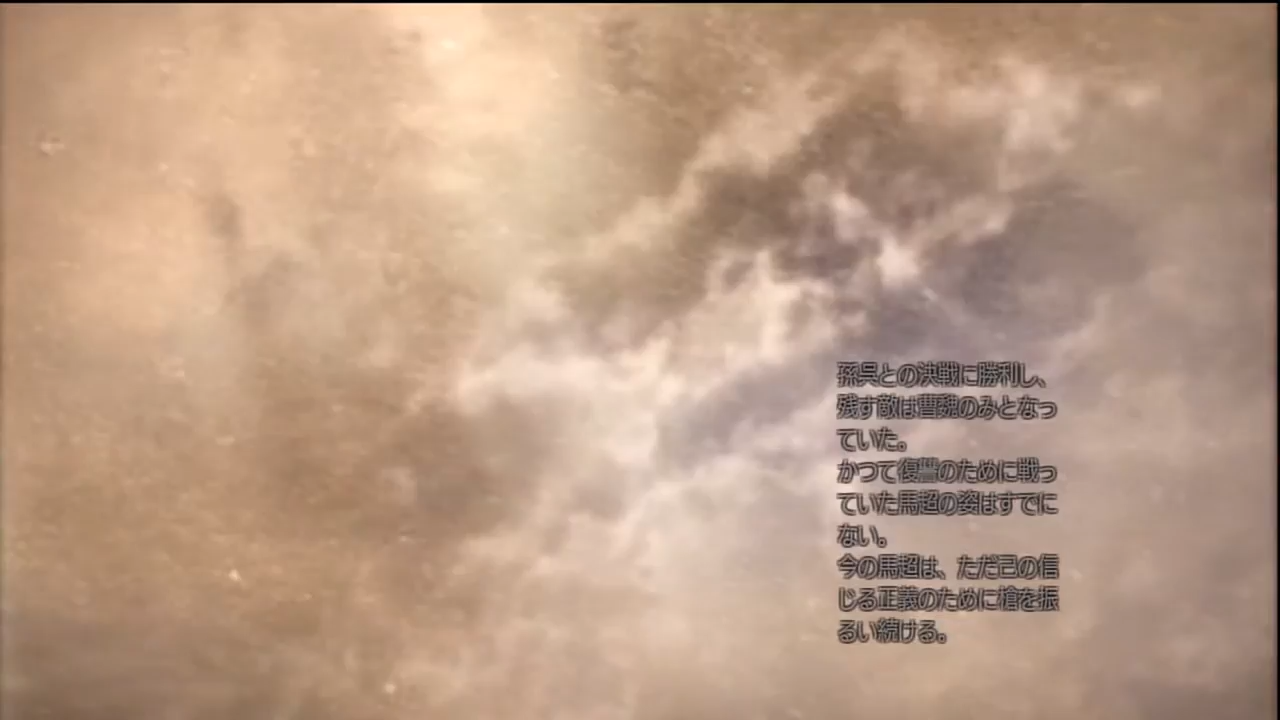 孫呉との決戦に勝利し、
残す敵は曹魏のみとなっ
ていた。
かつて復讐のために戦っ
ていた馬超の姿はすでに
ない。
今の馬超は、ただ己の信
じる正義のために槍を振
るい続ける。